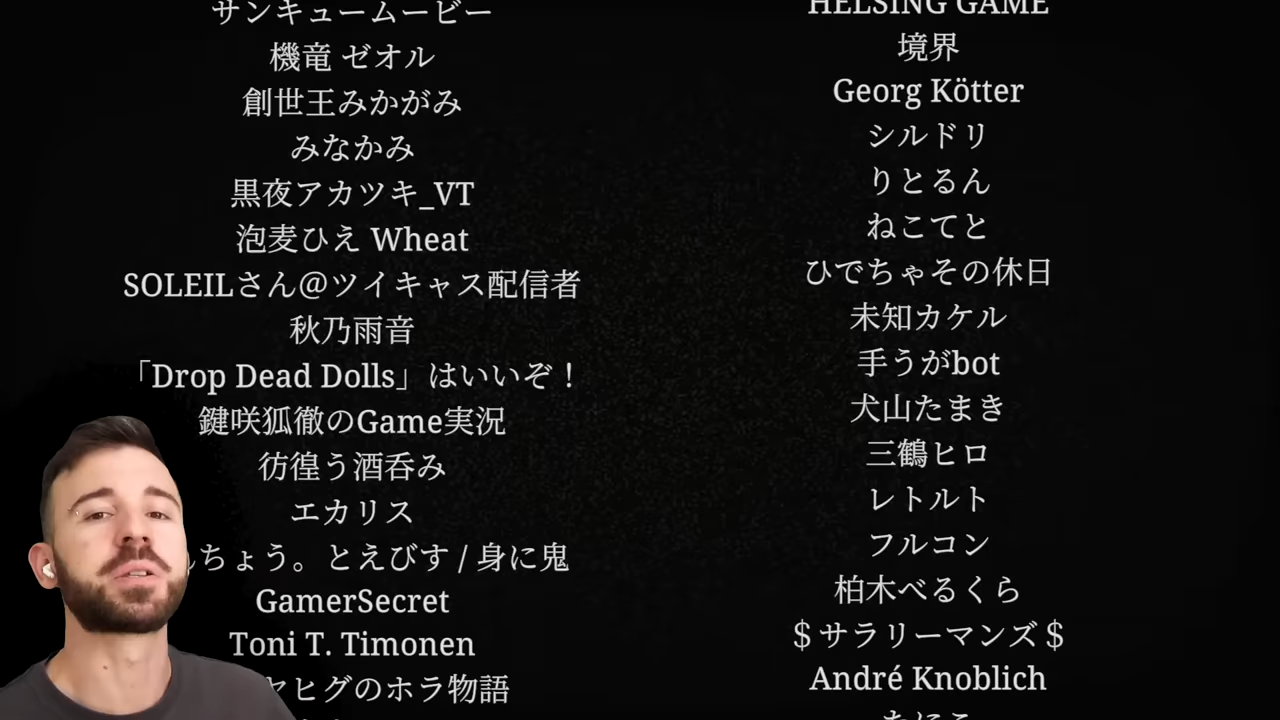 サンキュームービー
機竜 ゼオル
創世王みかがみ
みなかみ
黒夜アカツキ_VT
泡麦ひえ Wheat
SOLEILさん@ツイキャス配信者
秋乃雨音
「Drop Dead Dolls」はいいぞ！
鍵咲狐徹のGame実況
彷徨う酒呑み
エカリス
ちょう。とえびす / 身に鬼
GamerSecret
Toni T. Timonen
ヒグのホラ物語
HELSING GAME
境界
Georg Kötter
シルドリ
りとるん
ねこてと
ひでちゃその休日
未知カケル
手うがbot
犬山たまき
三鶴ヒロ
レトルト
フルコン
柏木べるくら
＄サラリーマンズ＄
André Knoblich